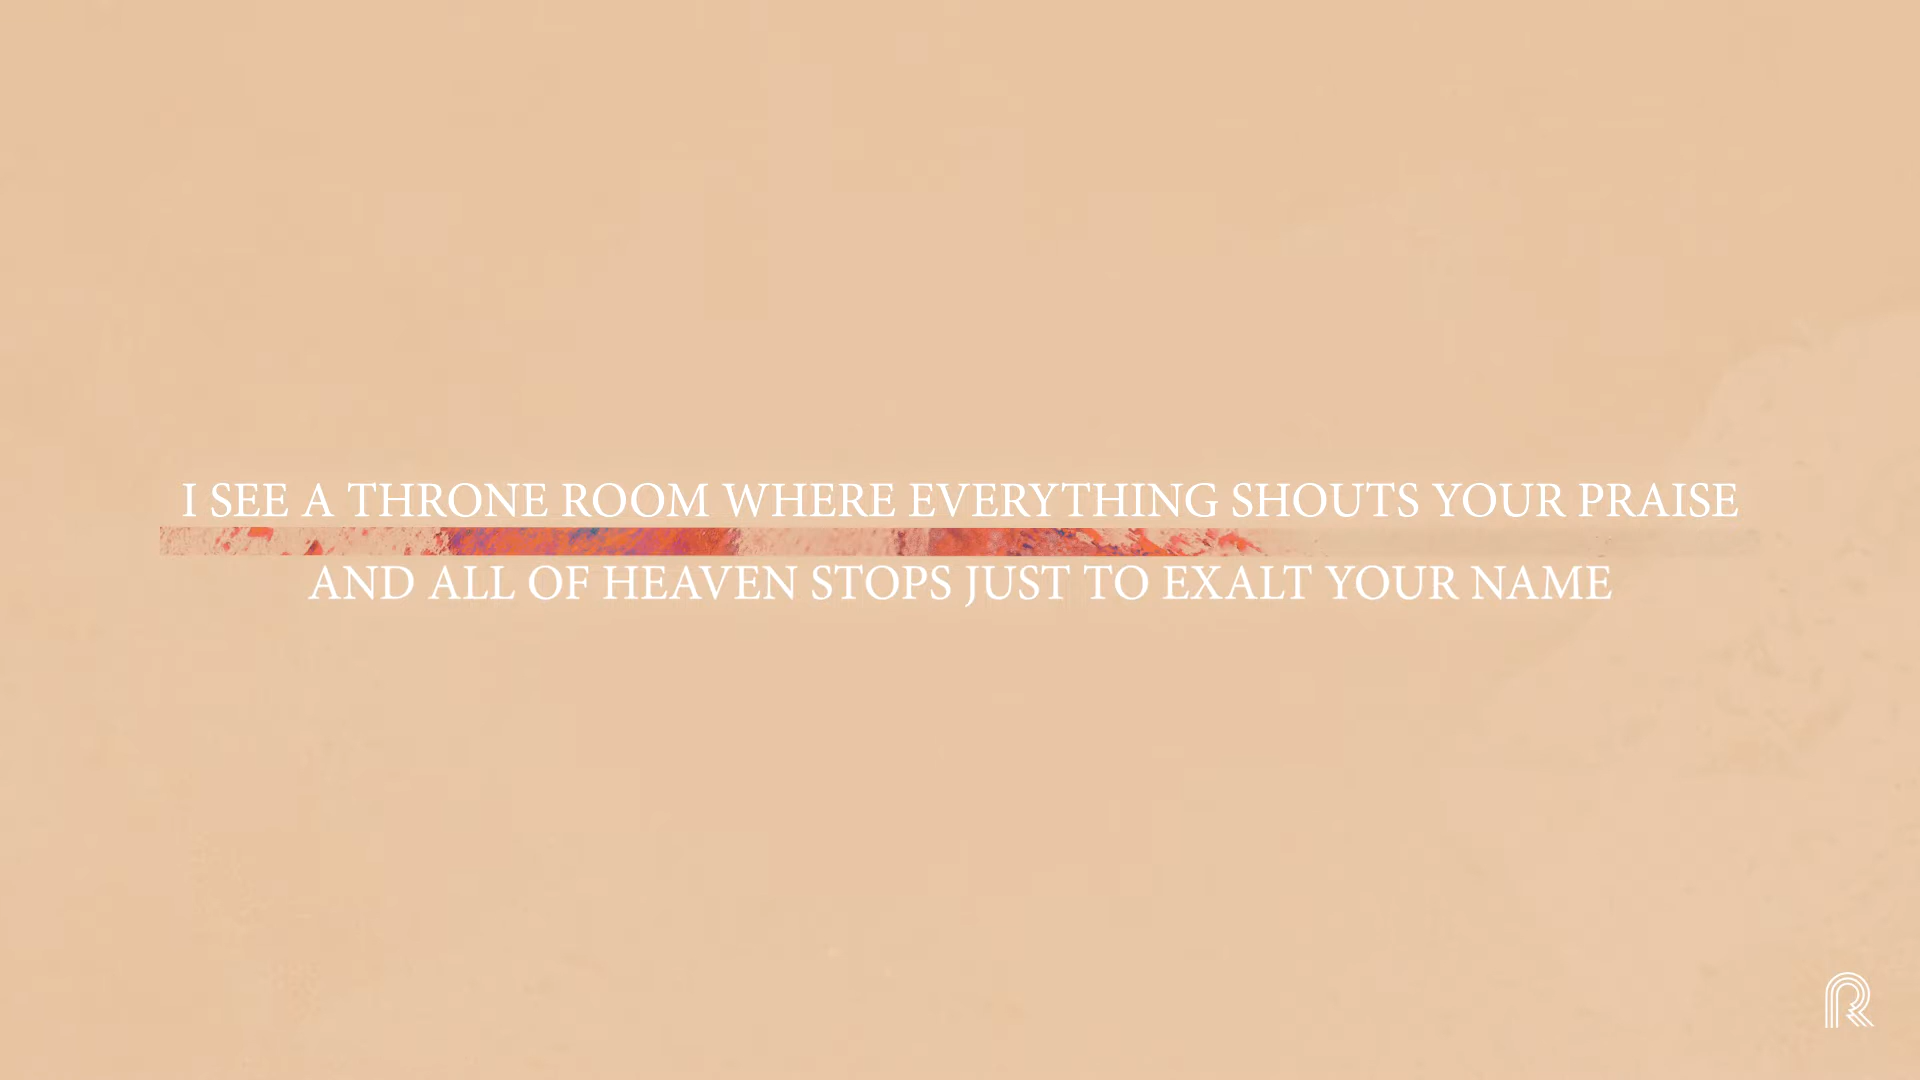 I SEE A THRONE ROOM WHERE EVERYTHING SHOUTS YOUR PRAISE
AND ALL OF HEAVEN STOPS JUST TO EXALT YOUR NAME
R